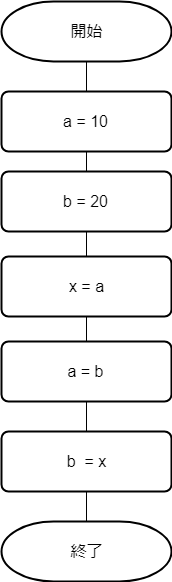 開始
a = 10
b = 20
x = a
a = b
b  = x
終了